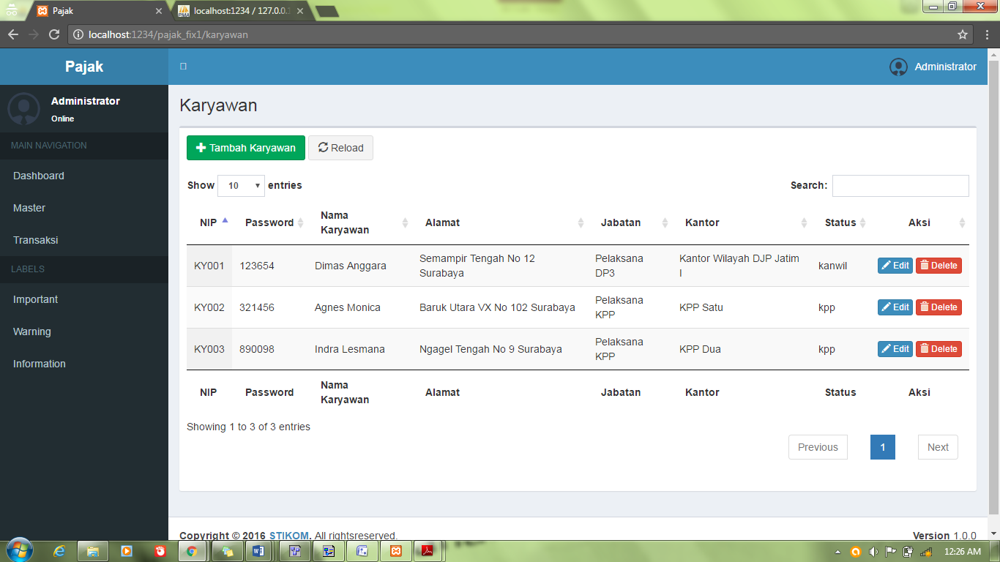 Pajak
localhost:1234 / 127.0.0.1
localhost:1234/pajak_fix1/karyawan
Pajak
Administrator
Administrator
Online
MAIN NAVIGATION
Dashboard
Master
Transaksi
LABELS
Important
Warning
Information
Karyawan
Tambah Karyawan Reload
Show 10 entries Search:
NIP Password Nama Karyawan Alamat Jabatan Kantor Status Aksi
KY001 123654 Dimas Anggara Semampir Tengah No 12 Surabaya Pelaksana DP3 Kantor Wilayah DJP Jatim I kanwil Edit Delete
KY002 321456 Agnes Monica Baruk Utara VX No 102 Surabaya Pelaksana KPP KPP Satu kpp Edit Delete
KY003 890098 Indra Lesmana Ngagel Tengah No 9 Surabaya Pelaksana KPP KPP Dua kpp Edit Delete
NIP Password Nama Karyawan Alamat Jabatan Kantor Status Aksi
Showing 1 to 3 of 3 entries
Previous 1 Next
Copyright © 2016 STIKOM. All rightsreserved. Version 1.0.0
12:26 AM